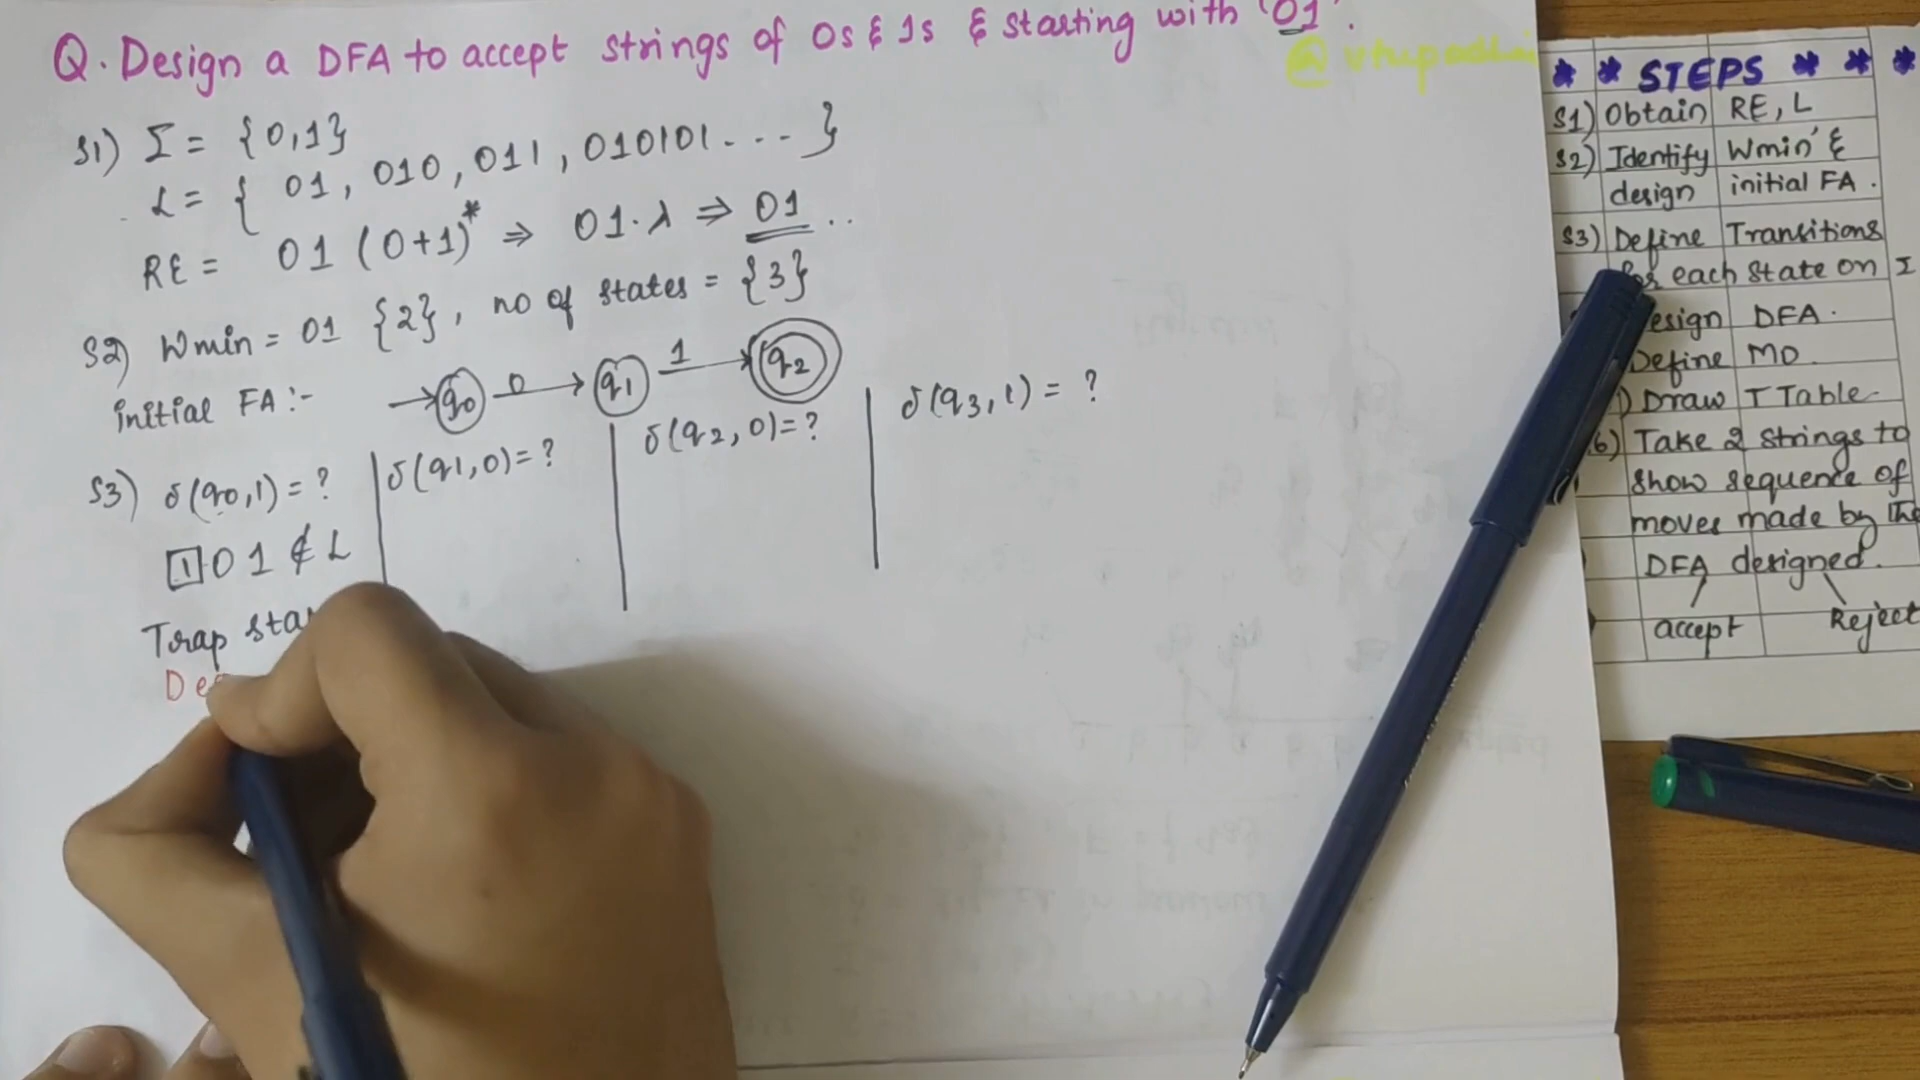 Q. Design a DFA to accept strings of 0s & 1s & starting with '01'.
S1) Σ = {0,1}
L = { 01, 010, 011, 010101... }
RE = 01 (0+1)* ⇒ 01·λ ⇒ 01 ..
S2) Wmin = 01 {2}, no of states = {3}
initial FA :- → q0 0 → q1 1 → q2
S3) δ(q0,1) = ?
1 0 1 ∉ L
Trap sta
De
δ(q1,0) = ?
δ(q2,0) = ?
δ(q3,1) = ?
* * STEPS * * *
S1) Obtain RE, L
S2) Identify Wmin' &
design initial FA.
S3) Define Transitions
for each state on Σ
esign DFA.
Define MD.
) Draw T Table
6) Take 2 strings to
show sequence of
moves made by the
DFA designed.
accept Reject